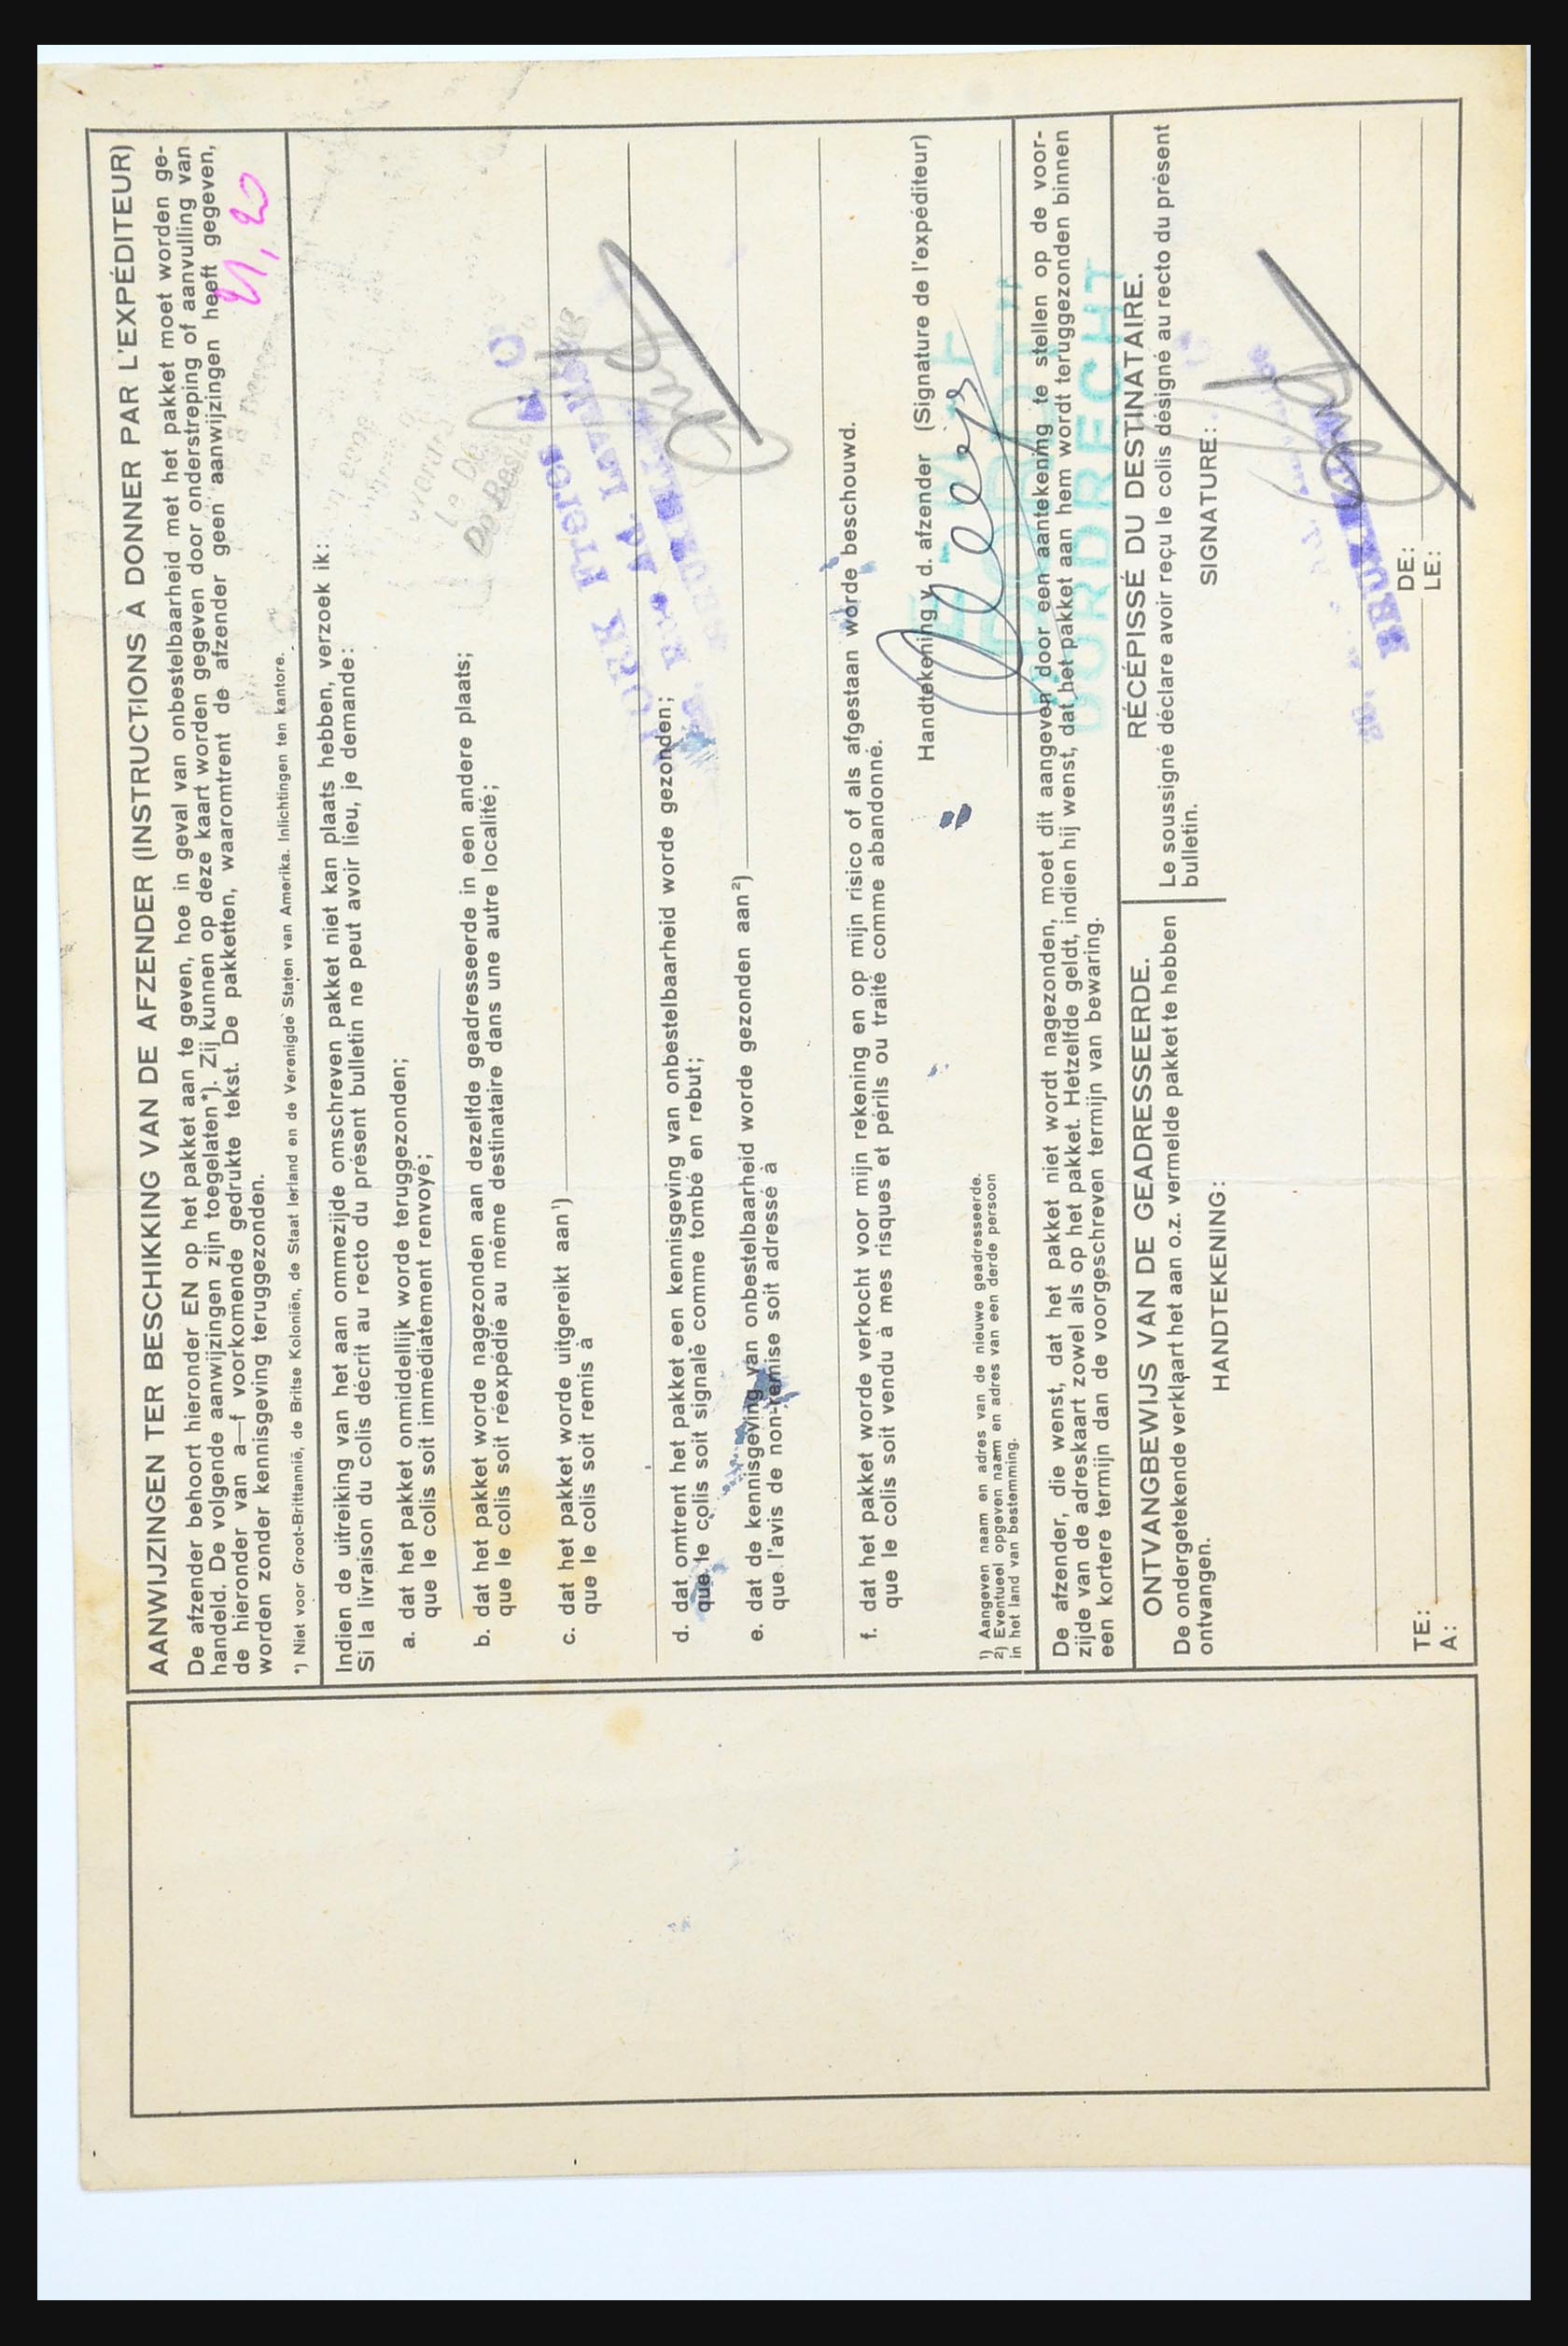 AANWIJZINGEN TER BESCHIKKING VAN DE AFZENDER (INSTRUCTIONS À DONNER PAR L'EXPÉDITEUR)
De afzender behoort hieronder EN op het pakket aan te geven, hoe in geval van onbestelbaarheid met het pakket moet worden ge-
handeld. De volgende aanwijzingen zijn toegelaten*). Zij kunnen op deze kaart worden gegeven door onderstreping of aanvulling van
de hieronder van a—f voorkomende gedrukte tekst. De pakketten, waaromtrent de afzender geen aanwijzingen heeft gegeven,
worden zonder kennisgeving teruggezonden.
21,20
*) Niet voor Groot-Brittannië, de Britse Koloniën, de Staat Ierland en de Verenigde Staten van Amerika. Inlichtingen ten kantore.
Indien de uitreiking van het aan ommezijde omschreven pakket niet kan plaats hebben, verzoek ik:
Si la livraison du colis décrit au recto du présent bulletin ne peut avoir lieu, je demande:
a. dat het pakket onmiddellijk worde teruggezonden;
que le colis soit immédiatement renvoyé;
b. dat het pakket worde nagezonden aan dezelfde geadresseerde in een andere plaats;
que le colis soit réexpédié au même destinataire dans une autre localité;
c. dat het pakket worde uitgereikt aan¹)
que le colis soit remis à
Frères
d. dat omtrent het pakket een kennisgeving van onbestelbaarheid worde gezonden;
que le colis soit signalé comme tombé en rebut;
e. dat de kennisgeving van onbestelbaarheid worde gezonden aan²)
que l'avis de non-remise soit adressé à
f. dat het pakket worde verkocht voor mijn rekening en op mijn risico of als afgestaan worde beschouwd.
que le colis soit vendu à mes risques et périls ou traité comme abandonné.
Handtekening v. d. afzender (Signature de l'expéditeur)
DORDRECHT
1) Aangeven naam en adres van de nieuwe geadresseerde.
2) Eventueel opgeven naam en adres van een derde persoon
in het land van bestemming.
De afzender, die wenst, dat het pakket niet wordt nagezonden, moet dit aangeven door een aantekening te stellen op de voor-
zijde van de adreskaart zowel als op het pakket. Hetzelfde geldt, indien hij wenst, dat het pakket aan hem wordt teruggezonden binnen
een kortere termijn dan de voorgeschreven termijn van bewaring.
ONTVANGBEWIJS VAN DE GEADRESSEERDE.
De ondergetekende verklaart het aan o.z. vermelde pakket te hebben
ontvangen.
HANDTEKENING:
TE:
A:
RÉCÉPISSÉ DU DESTINATAIRE.
Le soussigné déclare avoir reçu le colis désigné au recto du présent
bulletin.
SIGNATURE:
DE:
LE: